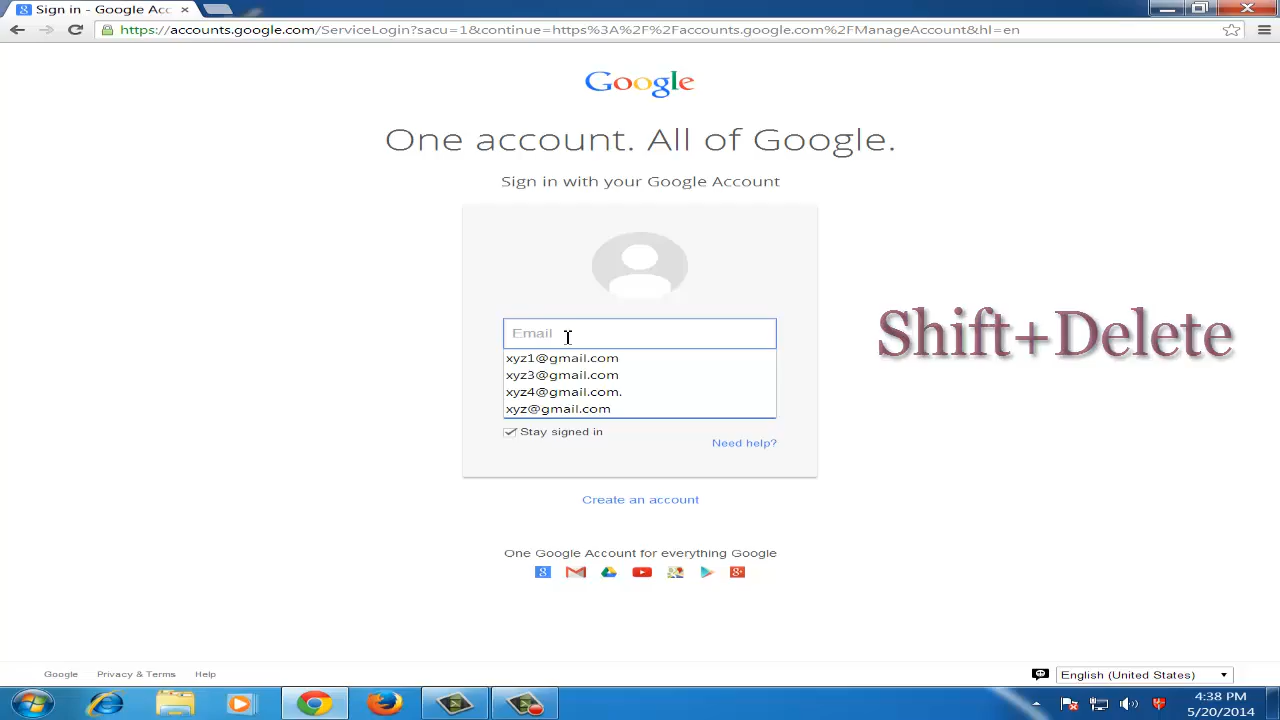 Sign in - Google Acc
https://accounts.google.com/ServiceLogin?sacu=1&continue=https%3A%2F%2Faccounts.google.com%2FManageAccount&hl=en
Google
One account. All of Google.
Sign in with your Google Account
Email
xyz1@gmail.com
xyz3@gmail.com
xyz4@gmail.com.
xyz@gmail.com
Shift+Delete
Stay signed in
Need help?
Create an account
One Google Account for everything Google
Google Privacy & Terms Help
English (United States)
4:38 PM
5/20/2014